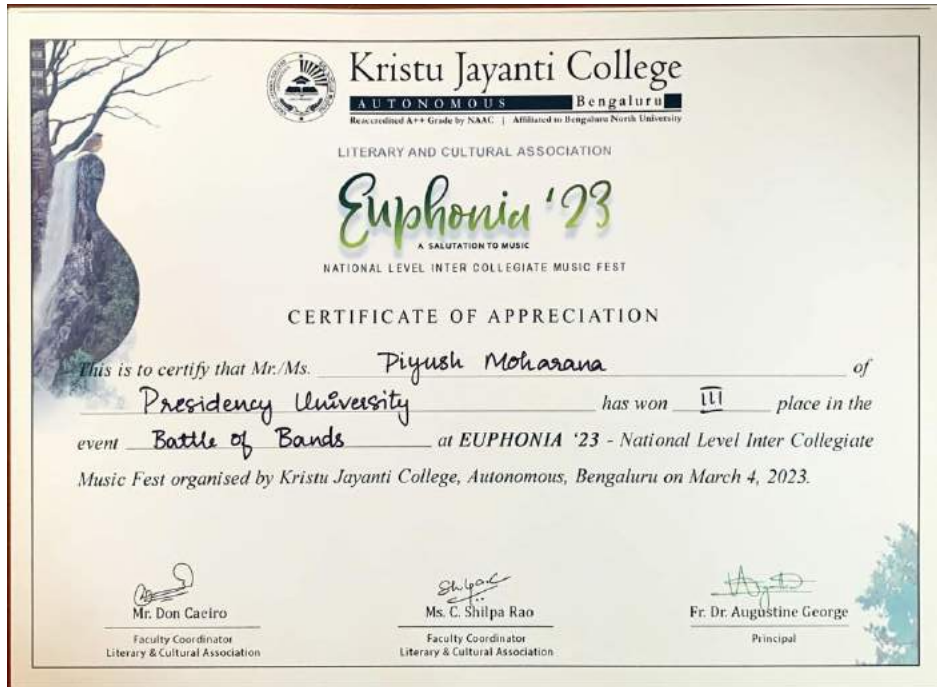 Kristu Jayanti College
AUTONOMOUS Bengaluru
Reaccredited A++ Grade by NAAC | Affiliated to Bengaluru North University
LITERARY AND CULTURAL ASSOCIATION
Euphonia '23
A SALUTATION TO MUSIC
NATIONAL LEVEL INTER COLLEGIATE MUSIC FEST
CERTIFICATE OF APPRECIATION
This is to certify that Mr./Ms. Piyush Moharana of
Presidency University has won III place in the
event Battle of Bands at EUPHONIA '23 - National Level Inter Collegiate
Music Fest organised by Kristu Jayanti College, Autonomous, Bengaluru on March 4, 2023.
Mr. Don Caeiro
Faculty Coordinator
Literary & Cultural Association
Shilpa.C
Ms. C. Shilpa Rao
Faculty Coordinator
Literary & Cultural Association
Fr. Dr. Augustine George
Principal